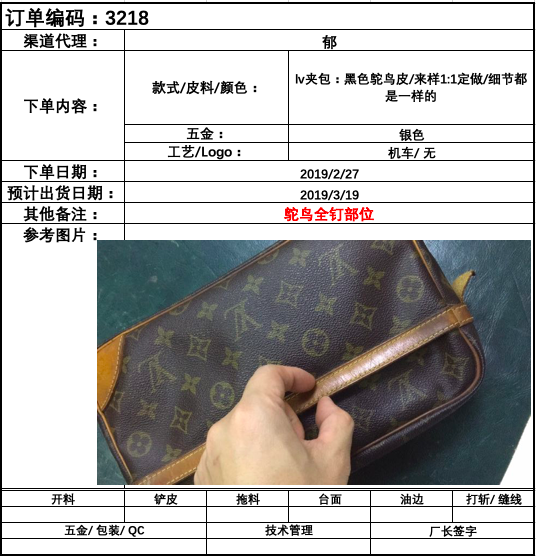 订单编码：3218
渠道代理：
郁
下单内容：
款式/皮料/颜色：
lv夹包：黑色鸵鸟皮/来样1:1定做/细节都
是一样的
五金：
银色
工艺/Logo：
机车/ 无
下单日期：
2019/2/27
预计出货日期：
2019/3/19
其他备注：
鸵鸟全钉部位
参考图片：
开料
铲皮
拖料
台面
油边
打斩/ 缝线
五金/ 包装/ QC
技术管理
厂长签字